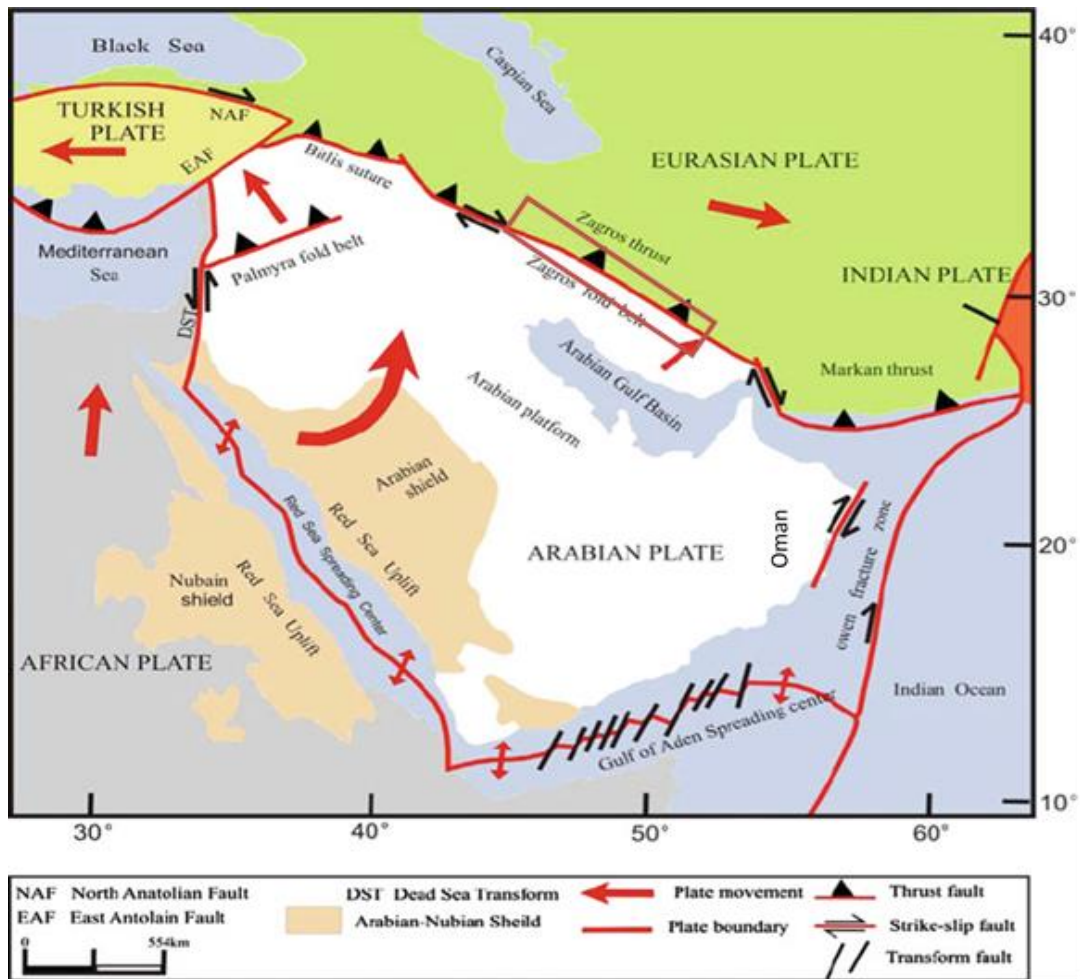 Black Sea
Caspian Sea
40°
TURKISH
PLATE
NAF
EAF
Bitlis suture
EURASIAN PLATE
Mediterranean
Sea
Palmyra fold belt
Zagros thrust
Zagros fold belt
INDIAN PLATE
30°
DST
Arabian Gulf Basin
Markan thrust
Arabian platform
Arabian
shield
Red Sea Uplift
Red Sea Spreading Center
ARABIAN PLATE
Oman
20°
owen fracture zone
Nubain
shield
Red Sea Uplift
AFRICAN PLATE
Indian Ocean
Gulf of Aden Spreading center
10°
30°
40°
50°
60°
NAF North Anatolian Fault
EAF East Antolain Fault
0 554km
DST Dead Sea Transform
Arabian-Nubian Sheild
Plate movement
Plate boundary
Thrust fault
Strike-slip fault
Transform fault